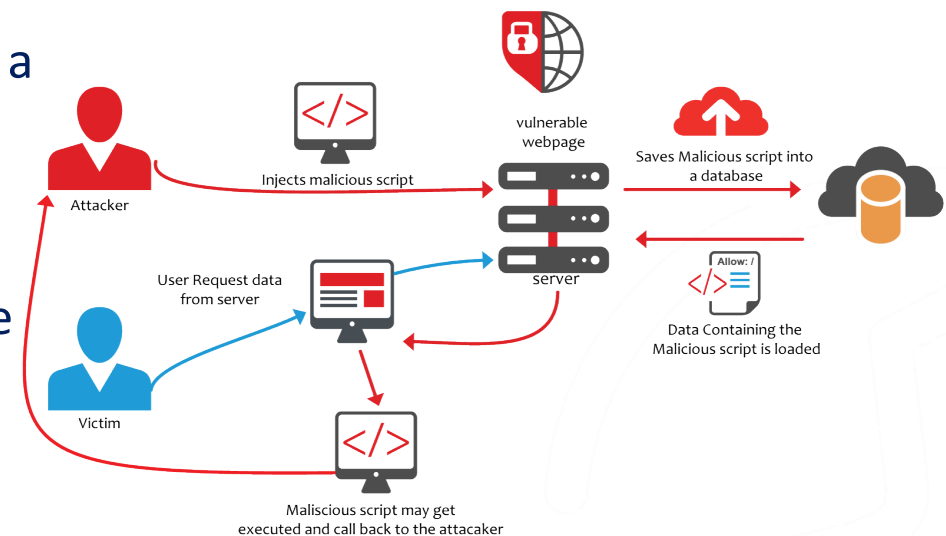 a
vulnerable
webpage
</>
Saves Malicious script into
a database
Injects malicious script
Attacker
Allow: /
</>
User Request data
from server
server
e
Data Containing the
Malicious script is loaded
Victim
</>
Maliscious script may get
executed and call back to the attacaker